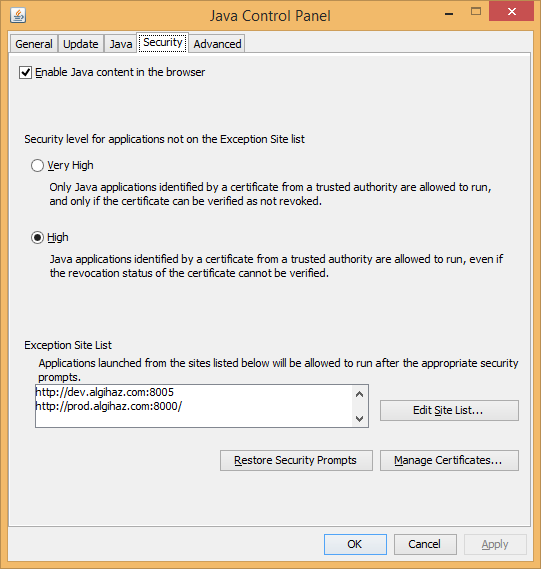 Java Control Panel
General Update Java Security Advanced
Enable Java content in the browser
Security level for applications not on the Exception Site list
Very High
Only Java applications identified by a certificate from a trusted authority are allowed to run,
and only if the certificate can be verified as not revoked.
High
Java applications identified by a certificate from a trusted authority are allowed to run, even if
the revocation status of the certificate cannot be verified.
Exception Site List
Applications launched from the sites listed below will be allowed to run after the appropriate security
prompts.
http://dev.algihaz.com:8005
http://prod.algihaz.com:8000/
Edit Site List...
Restore Security Prompts Manage Certificates...
OK Cancel Apply